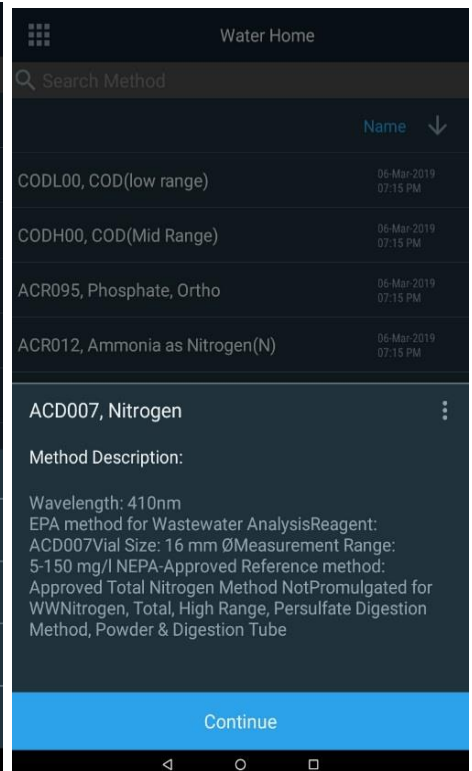 Water Home
Search Method
Name
CODL00, COD(low range)
06-Mar-2019
07:15 PM
CODH00, COD(Mid Range)
06-Mar-2019
07:15 PM
ACR095, Phosphate, Ortho
06-Mar-2019
07:15 PM
ACR012, Ammonia as Nitrogen(N)
06-Mar-2019
07:15 PM
ACD007, Nitrogen
Method Description:
Wavelength: 410nm
EPA method for Wastewater AnalysisReagent:
ACD007Vial Size: 16 mm ØMeasurement Range:
5-150 mg/l NEPA-Approved Reference method:
Approved Total Nitrogen Method NotPromulgated for
WWNitrogen, Total, High Range, Persulfate Digestion
Method, Powder & Digestion Tube
Continue